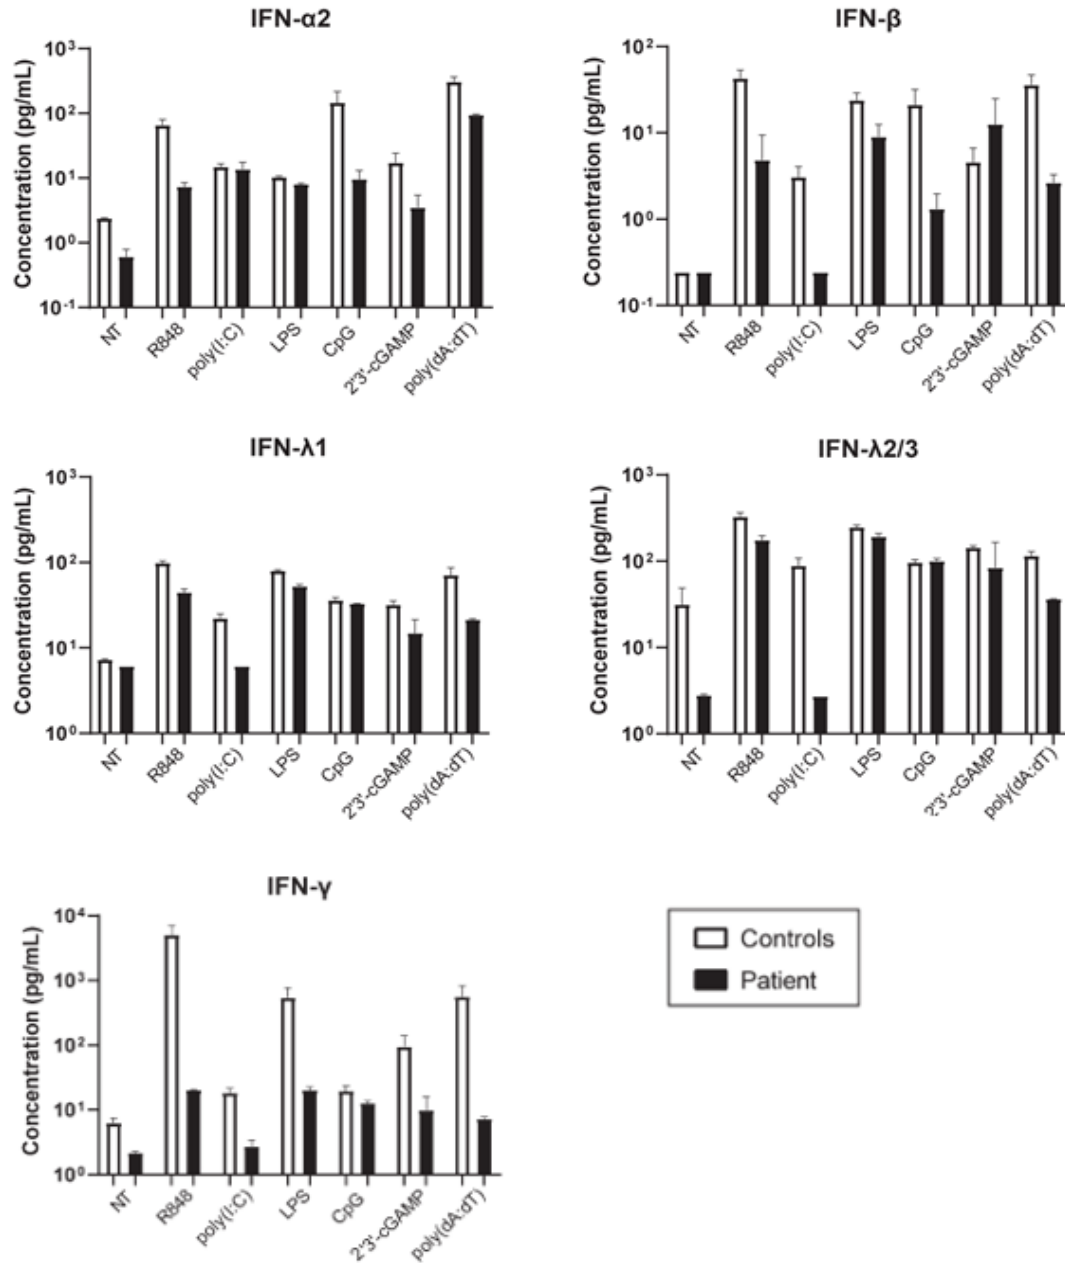 IFN-α2
Concentration (pg/mL)
10³
10²
10¹
10⁰
10⁻¹
NT
R848
poly(I:C)
LPS
CpG
2'3'-cGAMP
poly(dA:dT)
IFN-β
Concentration (pg/mL)
10²
10¹
10⁰
10⁻¹
NT
R848
poly(I:C)
LPS
CpG
2'3'-cGAMP
poly(dA:dT)
IFN-λ1
Concentration (pg/mL)
10³
10²
10¹
10⁰
NT
R848
poly(I:C)
LPS
CpG
2'3'-cGAMP
poly(dA:dT)
IFN-λ2/3
Concentration (pg/mL)
10³
10²
10¹
10⁰
NT
R848
poly(I:C)
LPS
CpG
2'3'-cGAMP
poly(dA:dT)
IFN-γ
Concentration (pg/mL)
10⁴
10³
10²
10¹
10⁰
NT
R848
poly(I:C)
LPS
CpG
2'3'-cGAMP
poly(dA:dT)
Controls
Patient